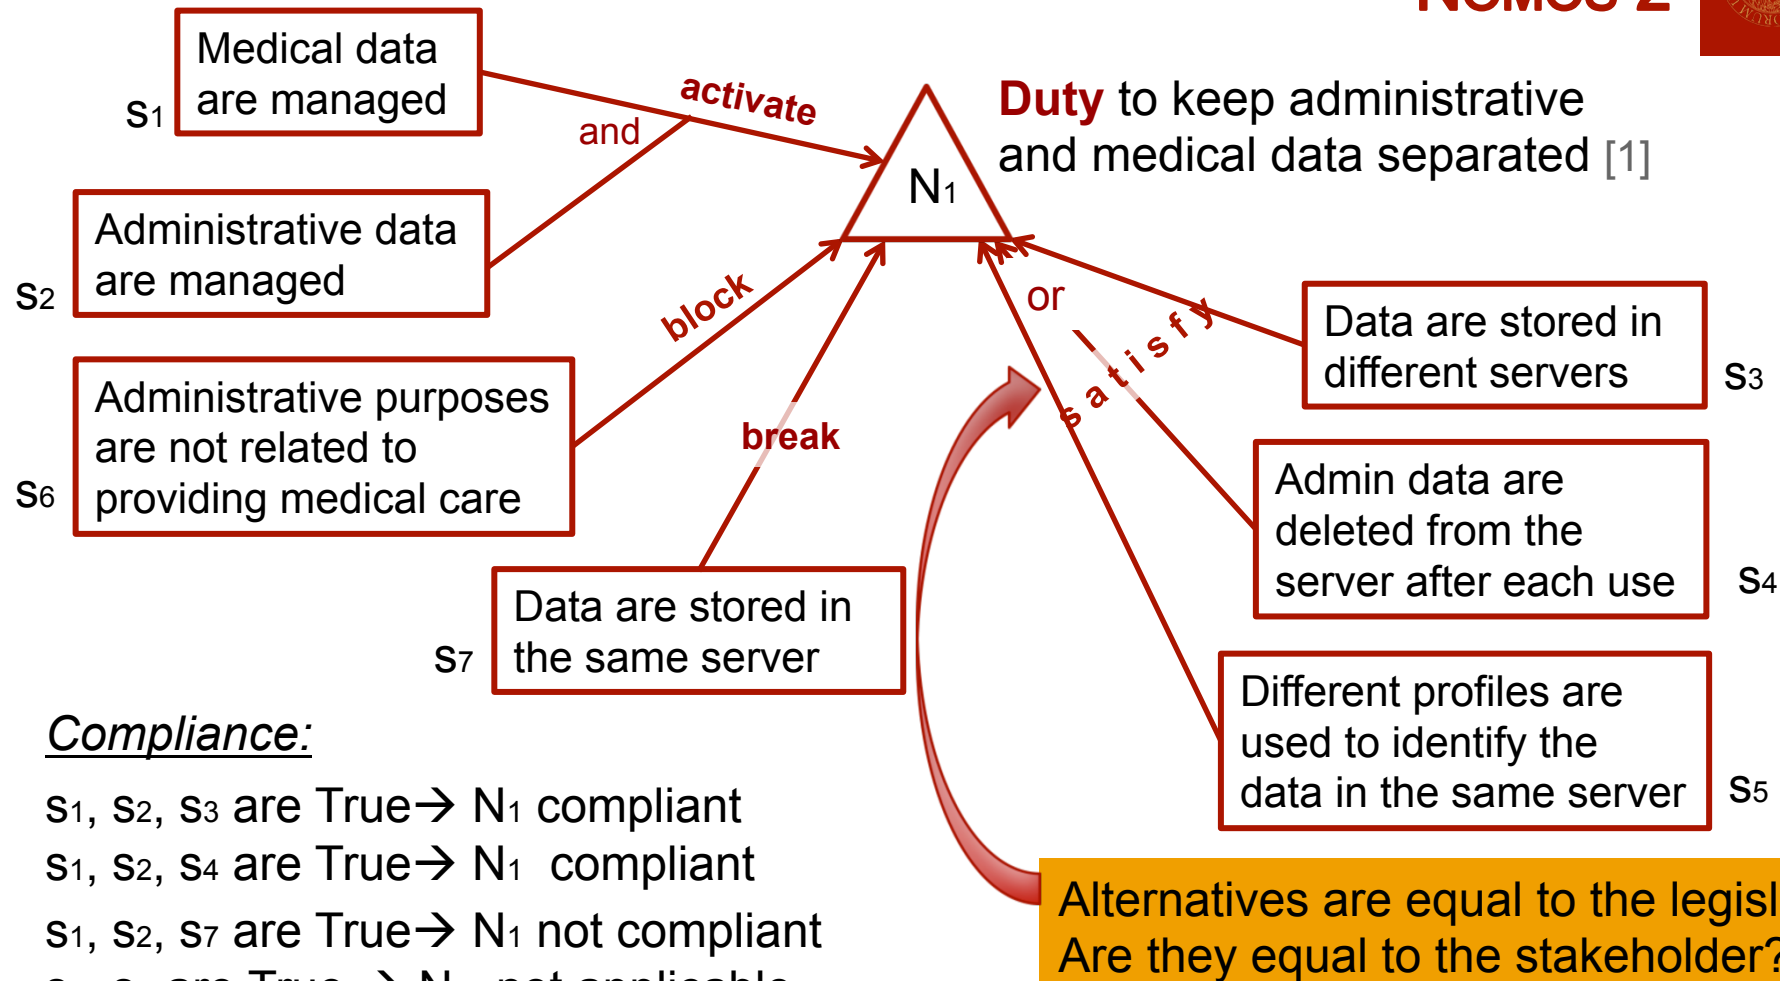 NOMOS 2
Medical data
are managed
s1
activate
and
Duty to keep administrative
and medical data separated [1]
N1
Administrative data
are managed
s2
block
or
satisfy
Data are stored in
different servers
s3
Administrative purposes
are not related to
providing medical care
s6
break
Admin data are
deleted from the
server after each use
s4
Data are stored in
the same server
s7
Different profiles are
used to identify the
data in the same server
s5
Compliance:
s1, s2, s3 are True→ N1 compliant
s1, s2, s4 are True→ N1 compliant
s1, s2, s7 are True→ N1 not compliant
are True → N not applicable
Alternatives are equal to the legisl
Are they equal to the stakeholder?